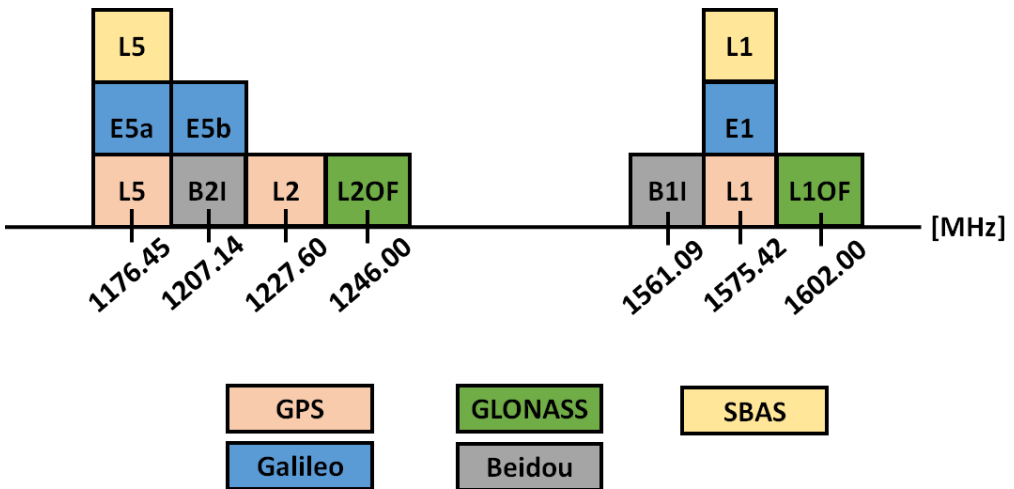 L5 L1
E5a E5b E1
L5 B2I L2 L2OF B1I L1 L1OF
[MHz]
1176.45 1207.14 1227.60 1246.00 1561.09 1575.42 1602.00
GPS GLONASS SBAS
Galileo Beidou